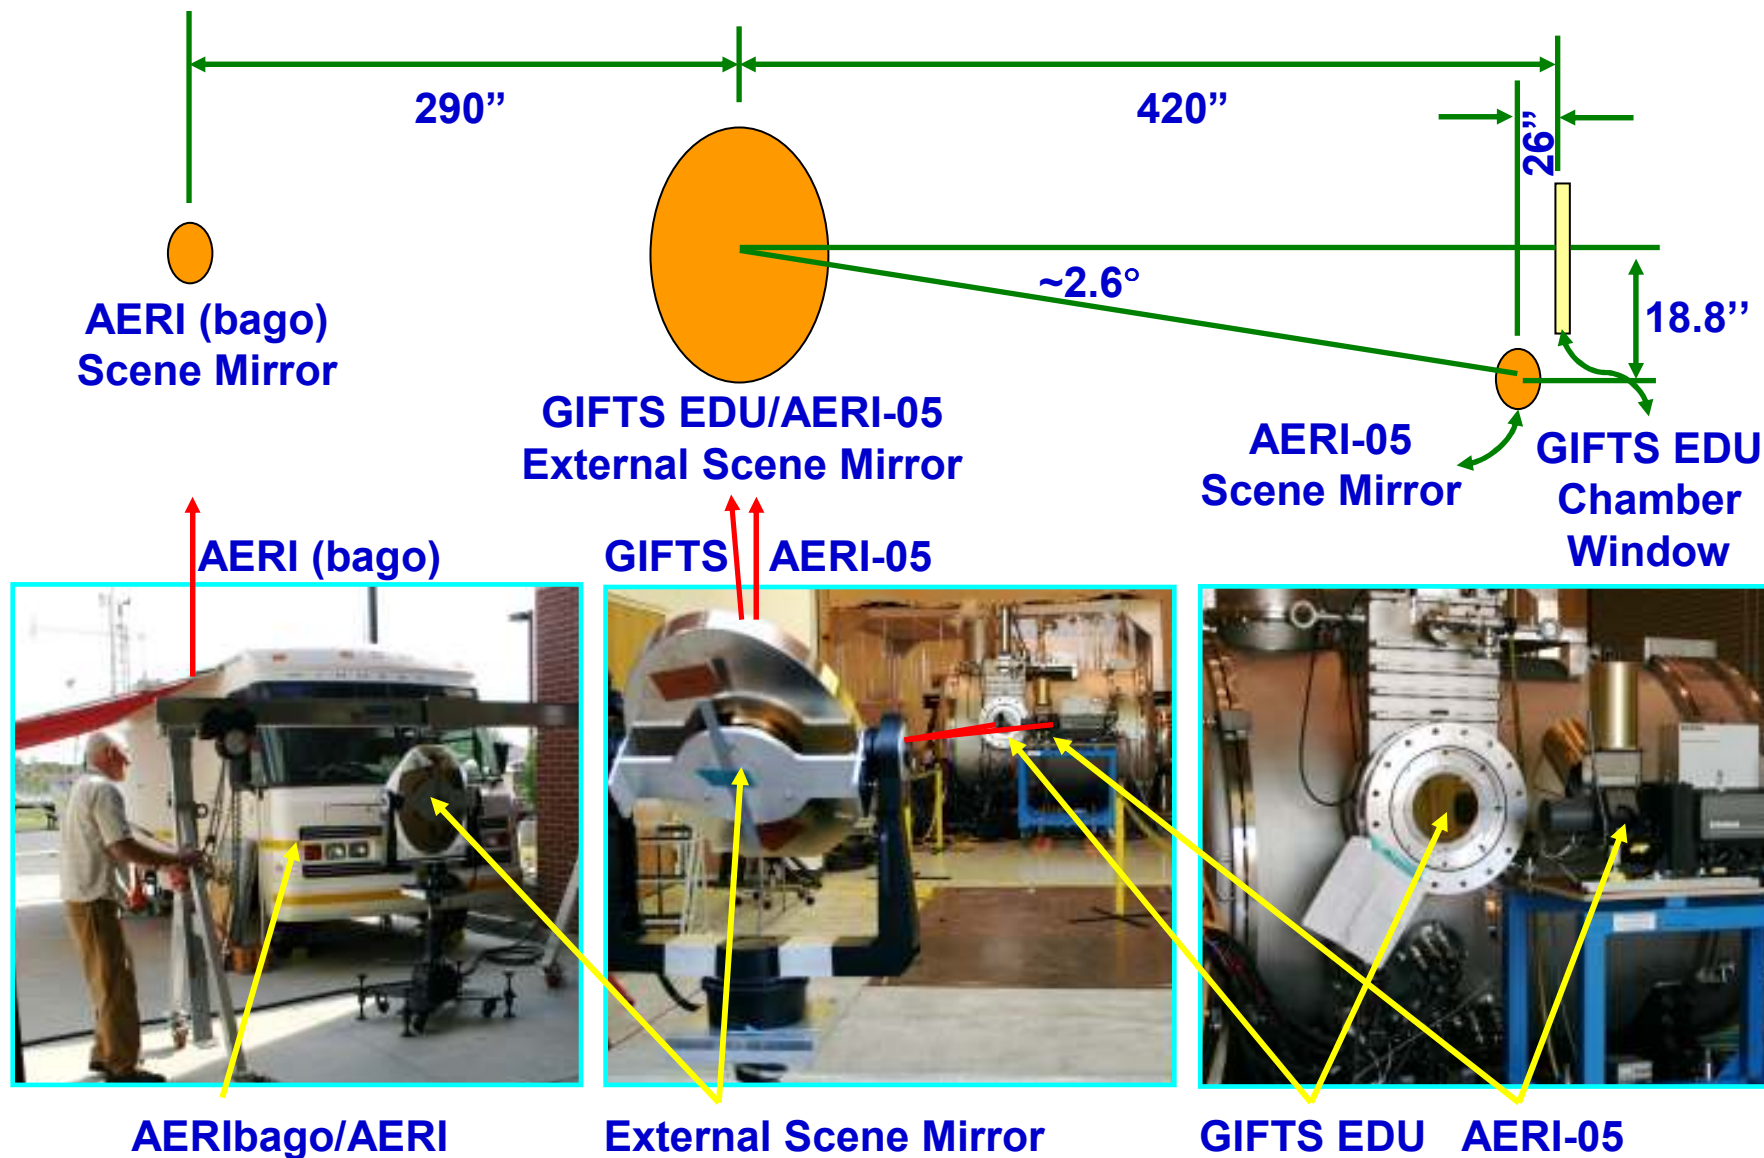 290”
420”
26”
~2.6°
18.8’’
AERI (bago)
Scene Mirror
GIFTS EDU/AERI-05
External Scene Mirror
AERI-05
Scene Mirror
GIFTS EDU
Chamber
Window
AERI (bago)
GIFTS
AERI-05
AERIbago/AERI
External Scene Mirror
GIFTS EDU
AERI-05